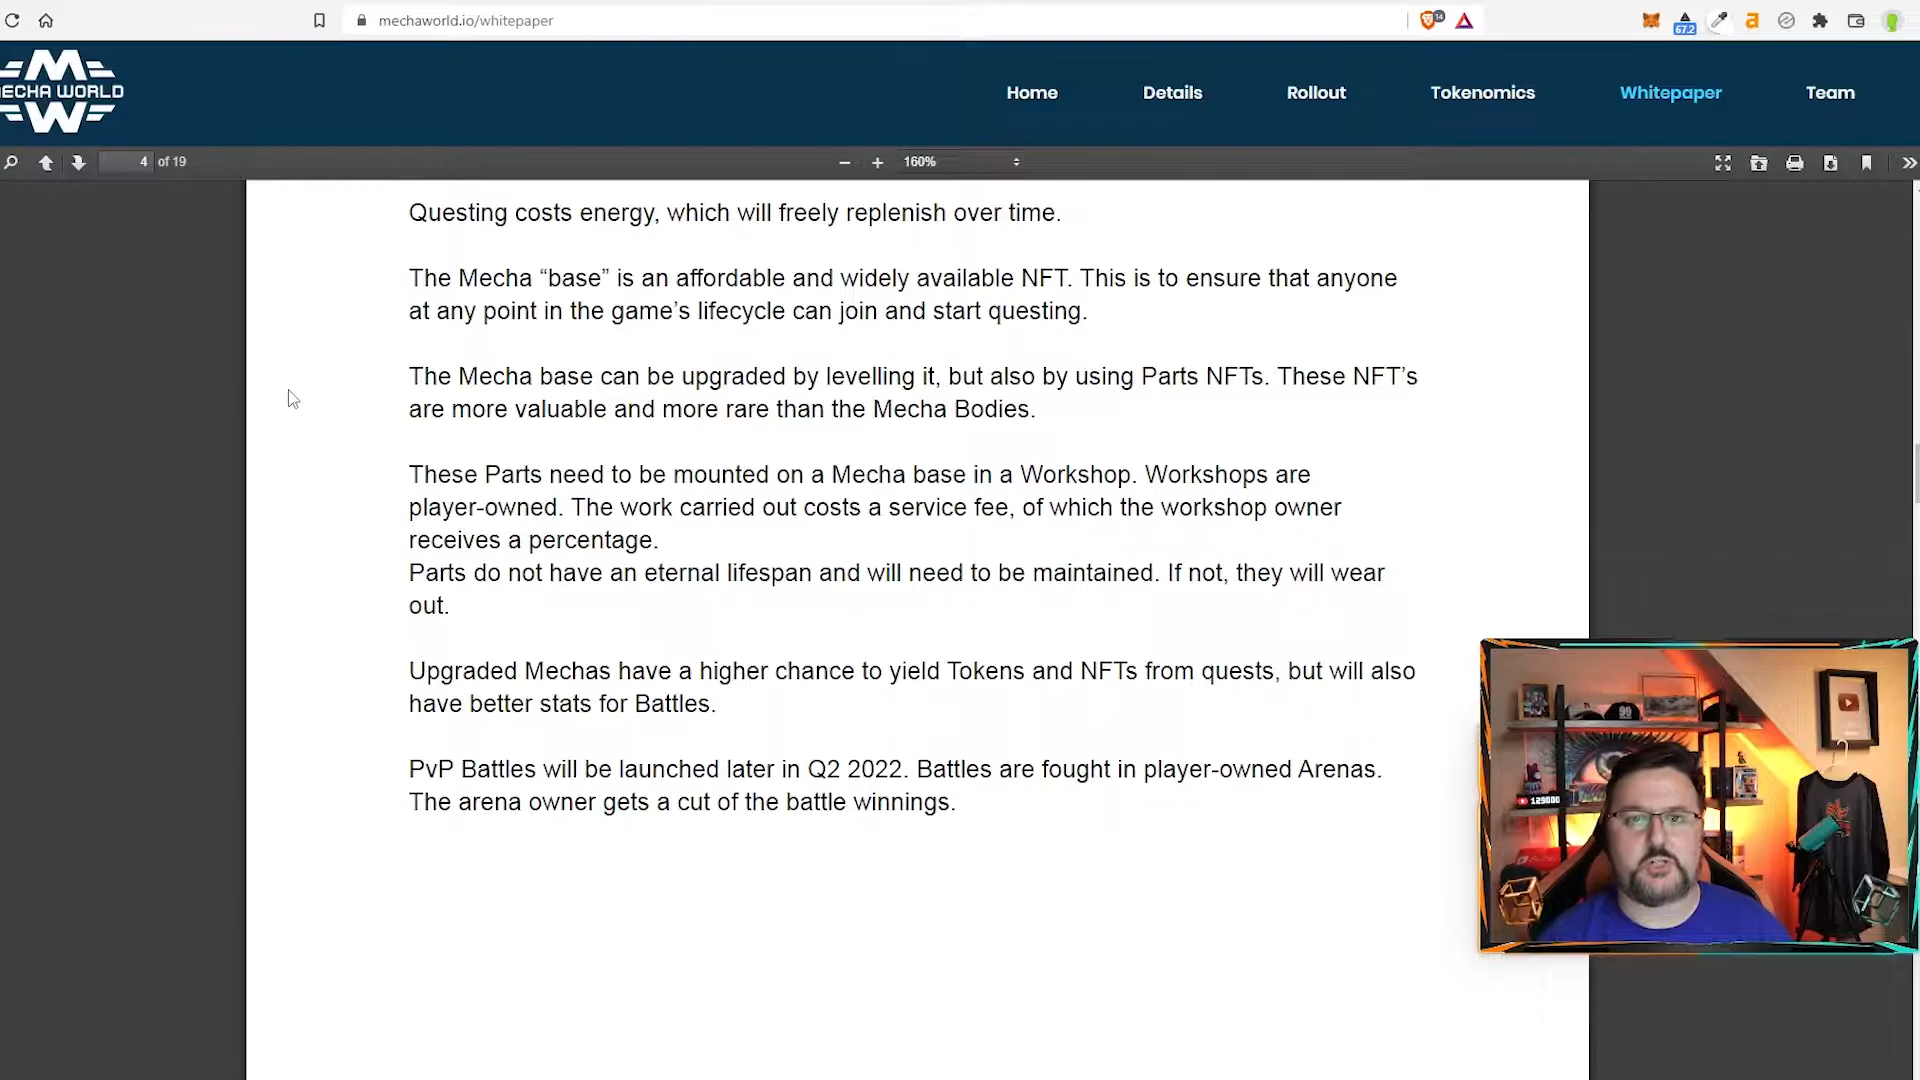 mechaworld.io/whitepaper
14
67.2
MECHA WORLD
Home
Details
Rollout
Tokenomics
Whitepaper
Team
4 of 19
160%
Questing costs energy, which will freely replenish over time.
The Mecha “base” is an affordable and widely available NFT. This is to ensure that anyone
at any point in the game’s lifecycle can join and start questing.
The Mecha base can be upgraded by levelling it, but also by using Parts NFTs. These NFT’s
are more valuable and more rare than the Mecha Bodies.
These Parts need to be mounted on a Mecha base in a Workshop. Workshops are
player-owned. The work carried out costs a service fee, of which the workshop owner
receives a percentage.
Parts do not have an eternal lifespan and will need to be maintained. If not, they will wear
out.
Upgraded Mechas have a higher chance to yield Tokens and NFTs from quests, but will also
have better stats for Battles.
PvP Battles will be launched later in Q2 2022. Battles are fought in player-owned Arenas.
The arena owner gets a cut of the battle winnings.